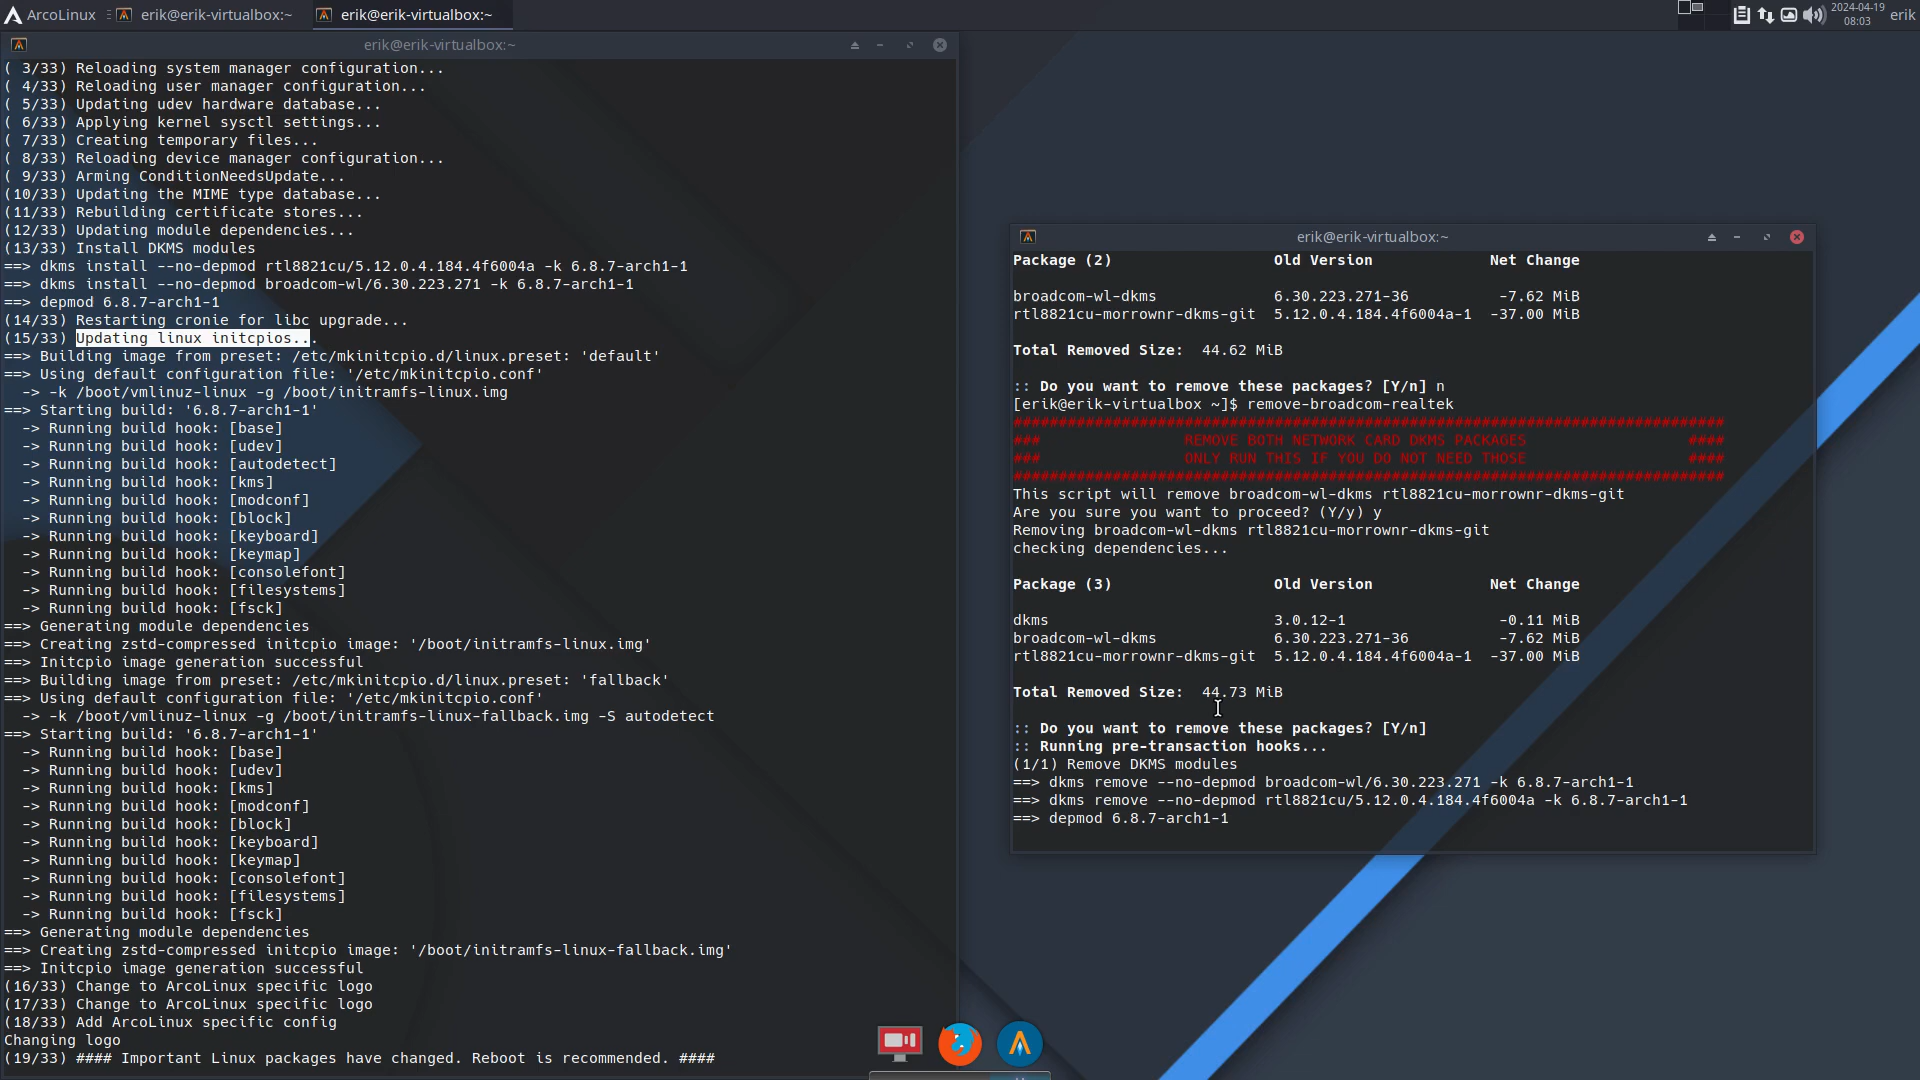 ArcoLinux
erik@erik-virtualbox:~
erik@erik-virtualbox:~
2024-04-19
08:03
erik
erik@erik-virtualbox:~
( 3/33) Reloading system manager configuration...
( 4/33) Reloading user manager configuration...
( 5/33) Updating udev hardware database...
( 6/33) Applying kernel sysctl settings...
( 7/33) Creating temporary files...
( 8/33) Reloading device manager configuration...
( 9/33) Arming ConditionNeedsUpdate...
(10/33) Updating the MIME type database...
(11/33) Rebuilding certificate stores...
(12/33) Updating module dependencies...
(13/33) Install DKMS modules
==> dkms install --no-depmod rtl8821cu/5.12.0.4.184.4f6004a -k 6.8.7-arch1-1
==> dkms install --no-depmod broadcom-wl/6.30.223.271 -k 6.8.7-arch1-1
==> depmod 6.8.7-arch1-1
(14/33) Restarting cronie for libc upgrade...
(15/33) Updating linux initcpios...
==> Building image from preset: /etc/mkinitcpio.d/linux.preset: 'default'
==> Using default configuration file: '/etc/mkinitcpio.conf'
  -> -k /boot/vmlinuz-linux -g /boot/initramfs-linux.img
==> Starting build: '6.8.7-arch1-1'
  -> Running build hook: [base]
  -> Running build hook: [udev]
  -> Running build hook: [autodetect]
  -> Running build hook: [kms]
  -> Running build hook: [modconf]
  -> Running build hook: [block]
  -> Running build hook: [keyboard]
  -> Running build hook: [keymap]
  -> Running build hook: [consolefont]
  -> Running build hook: [filesystems]
  -> Running build hook: [fsck]
==> Generating module dependencies
==> Creating zstd-compressed initcpio image: '/boot/initramfs-linux.img'
==> Initcpio image generation successful
==> Building image from preset: /etc/mkinitcpio.d/linux.preset: 'fallback'
==> Using default configuration file: '/etc/mkinitcpio.conf'
  -> -k /boot/vmlinuz-linux -g /boot/initramfs-linux-fallback.img -S autodetect
==> Starting build: '6.8.7-arch1-1'
  -> Running build hook: [base]
  -> Running build hook: [udev]
  -> Running build hook: [kms]
  -> Running build hook: [modconf]
  -> Running build hook: [block]
  -> Running build hook: [keyboard]
  -> Running build hook: [keymap]
  -> Running build hook: [consolefont]
  -> Running build hook: [filesystems]
  -> Running build hook: [fsck]
==> Generating module dependencies
==> Creating zstd-compressed initcpio image: '/boot/initramfs-linux-fallback.img'
==> Initcpio image generation successful
(16/33) Change to ArcoLinux specific logo
(17/33) Change to ArcoLinux specific logo
(18/33) Add ArcoLinux specific config
Changing logo
(19/33) #### Important Linux packages have changed. Reboot is recommended. ####
erik@erik-virtualbox:~
Package (2) Old Version Net Change
broadcom-wl-dkms 6.30.223.271-36 -7.62 MiB
rtl8821cu-morrownr-dkms-git 5.12.0.4.184.4f6004a-1 -37.00 MiB
Total Removed Size: 44.62 MiB
:: Do you want to remove these packages? [Y/n] n
[erik@erik-virtualbox ~]$ remove-broadcom-realtek
###############################################################################
### REMOVE BOTH NETWORK CARD DKMS PACKAGES ####
### ONLY RUN THIS IF YOU DO NOT NEED THOSE ####
###############################################################################
This script will remove broadcom-wl-dkms rtl8821cu-morrownr-dkms-git
Are you sure you want to proceed? (Y/y) y
Removing broadcom-wl-dkms rtl8821cu-morrownr-dkms-git
checking dependencies...
Package (3) Old Version Net Change
dkms 3.0.12-1 -0.11 MiB
broadcom-wl-dkms 6.30.223.271-36 -7.62 MiB
rtl8821cu-morrownr-dkms-git 5.12.0.4.184.4f6004a-1 -37.00 MiB
Total Removed Size: 44.73 MiB
:: Do you want to remove these packages? [Y/n]
:: Running pre-transaction hooks...
(1/1) Remove DKMS modules
==> dkms remove --no-depmod broadcom-wl/6.30.223.271 -k 6.8.7-arch1-1
==> dkms remove --no-depmod rtl8821cu/5.12.0.4.184.4f6004a -k 6.8.7-arch1-1
==> depmod 6.8.7-arch1-1